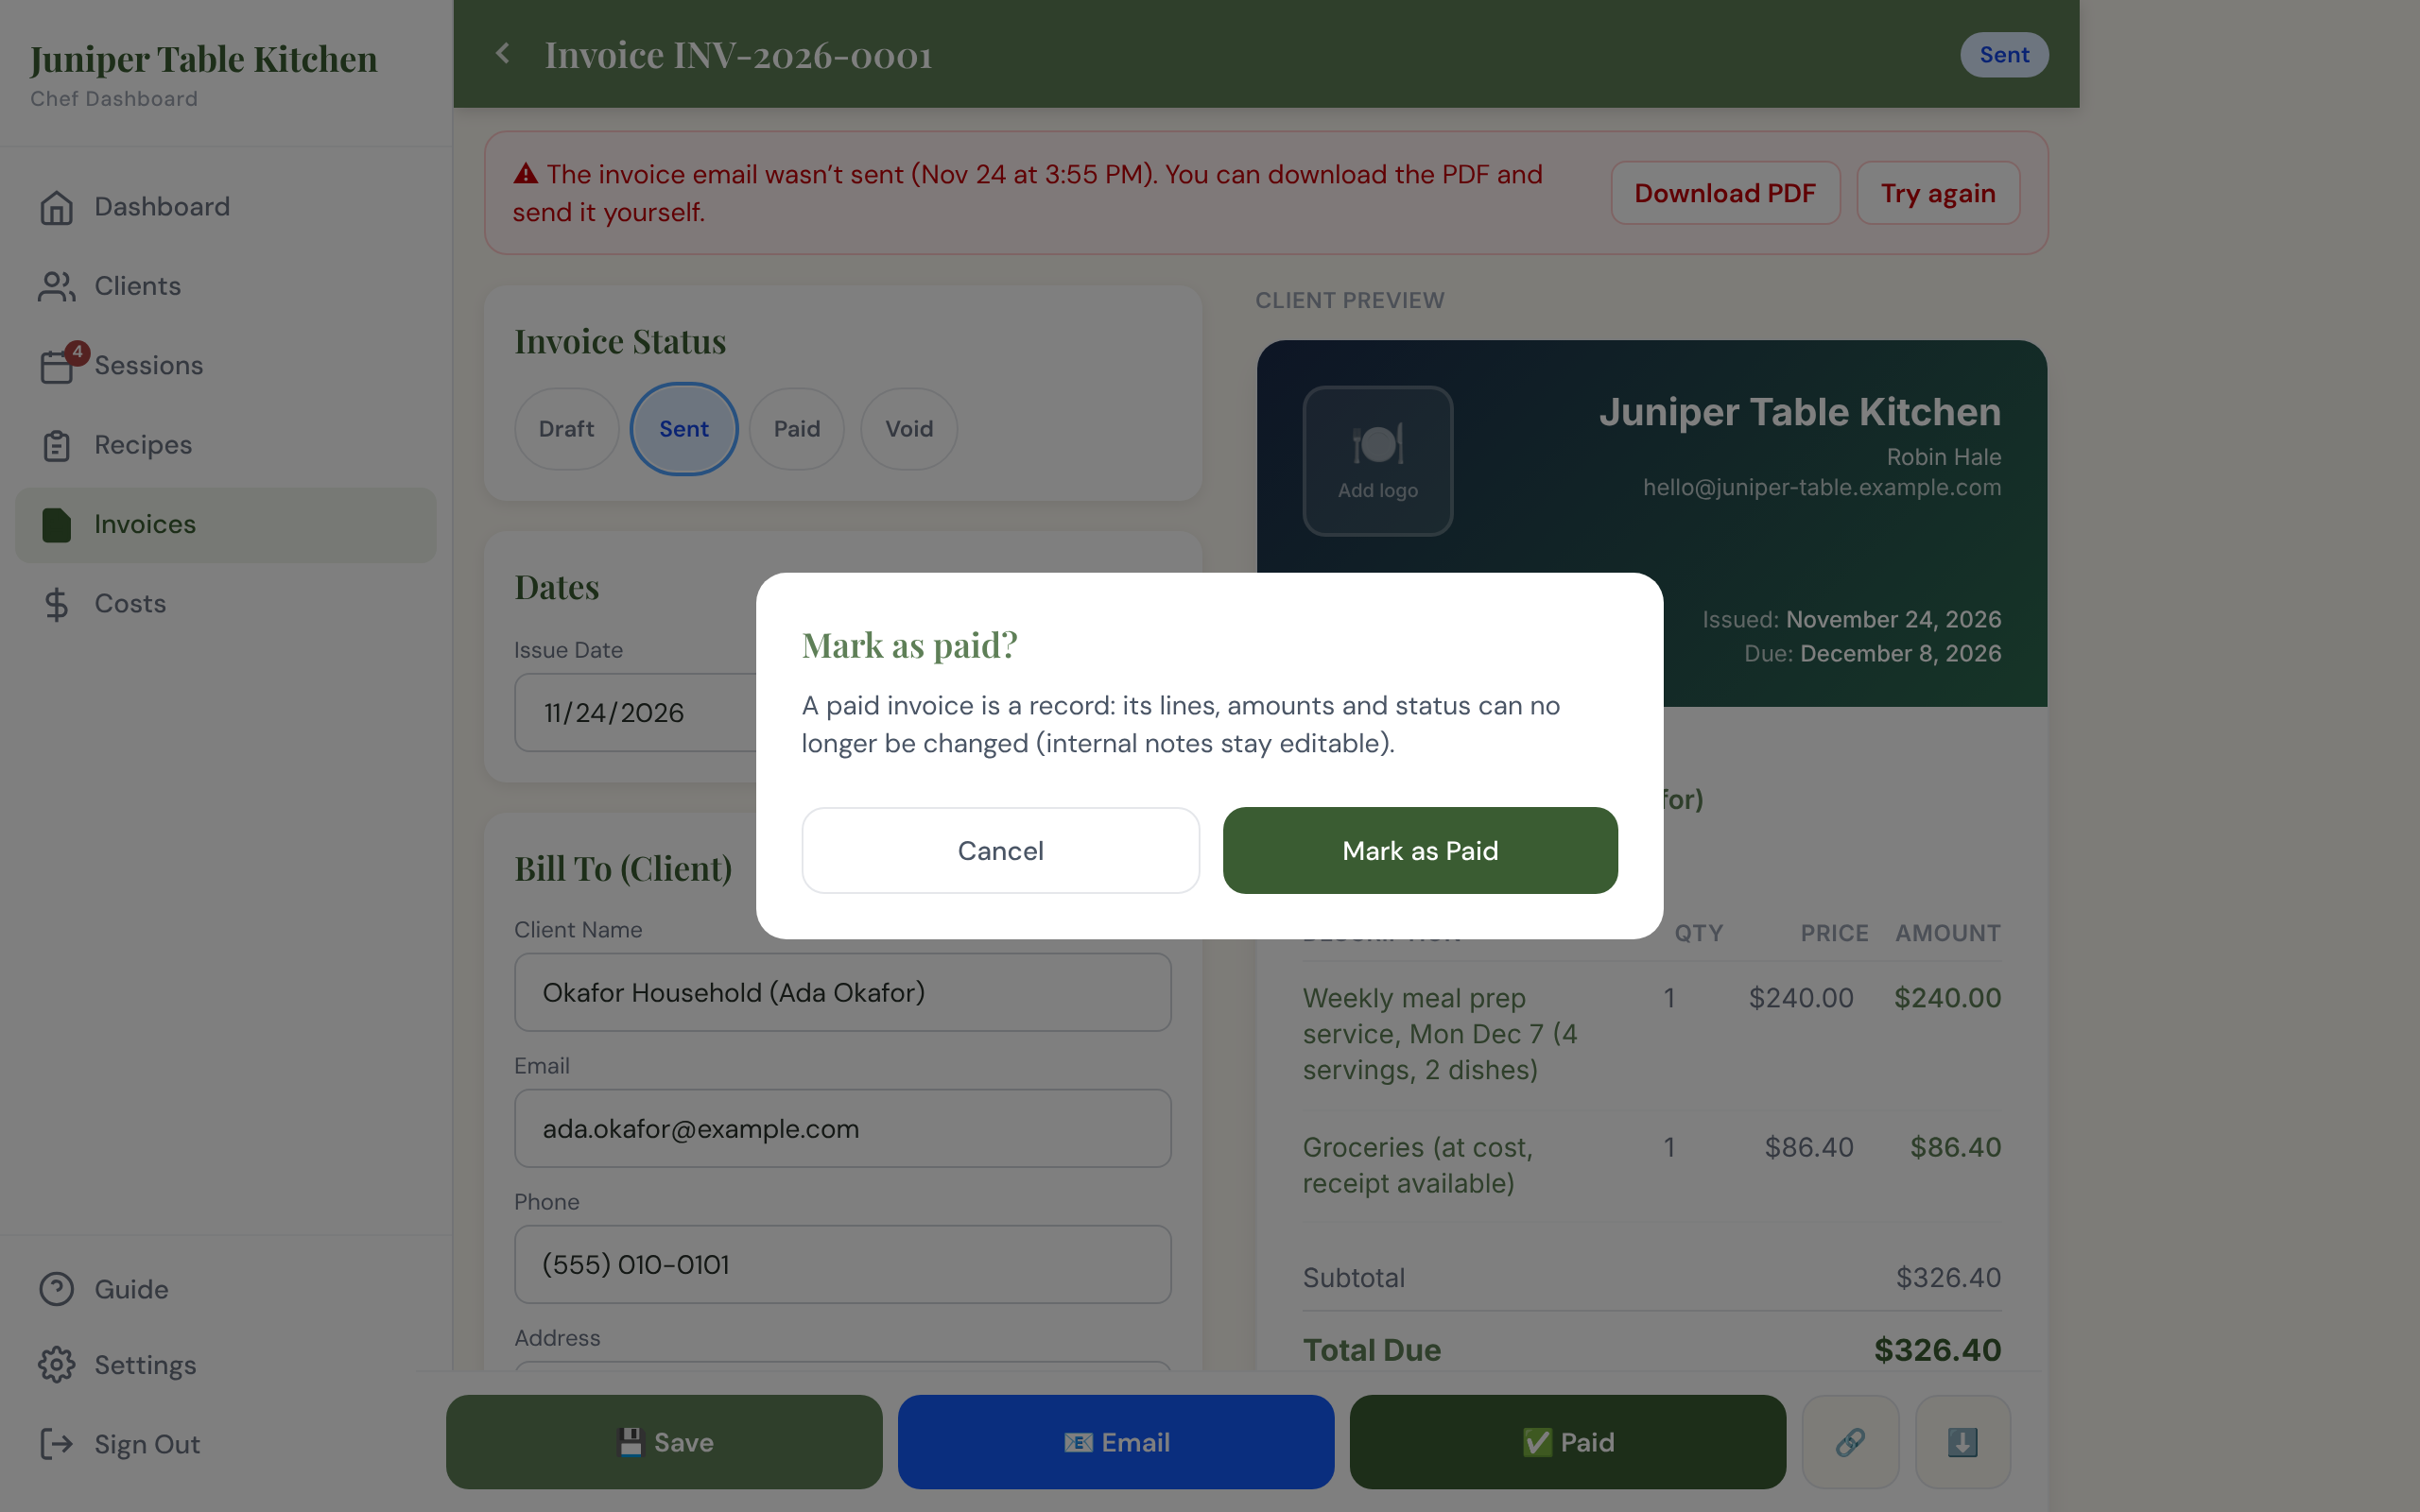 Juniper Table Kitchen
Chef Dashboard
Dashboard
Clients
4
Sessions
Recipes
Invoices
Costs
Guide
Settings
Sign Out
Invoice INV-2026-0001
Sent
The invoice email wasn’t sent (Nov 24 at 3:55 PM). You can download the PDF and
send it yourself.
Download PDF
Try again
Invoice Status
Draft
Sent
Paid
Void
Dates
Issue Date
11/24/2026
Bill To (Client)
Client Name
Okafor Household (Ada Okafor)
Email
ada.okafor@example.com
Phone
(555) 010-0101
Address
CLIENT PREVIEW
Add logo
Juniper Table Kitchen
Robin Hale
hello@juniper-table.example.com
Issued: November 24, 2026
Due: December 8, 2026
Mark as paid?
A paid invoice is a record: its lines, amounts and status can no
longer be changed (internal notes stay editable).
Cancel
Mark as Paid
QTY PRICE AMOUNT
Weekly meal prep 1 $240.00 $240.00
service, Mon Dec 7 (4
servings, 2 dishes)
Groceries (at cost, 1 $86.40 $86.40
receipt available)
Subtotal $326.40
Total Due $326.40
Save
Email
Paid